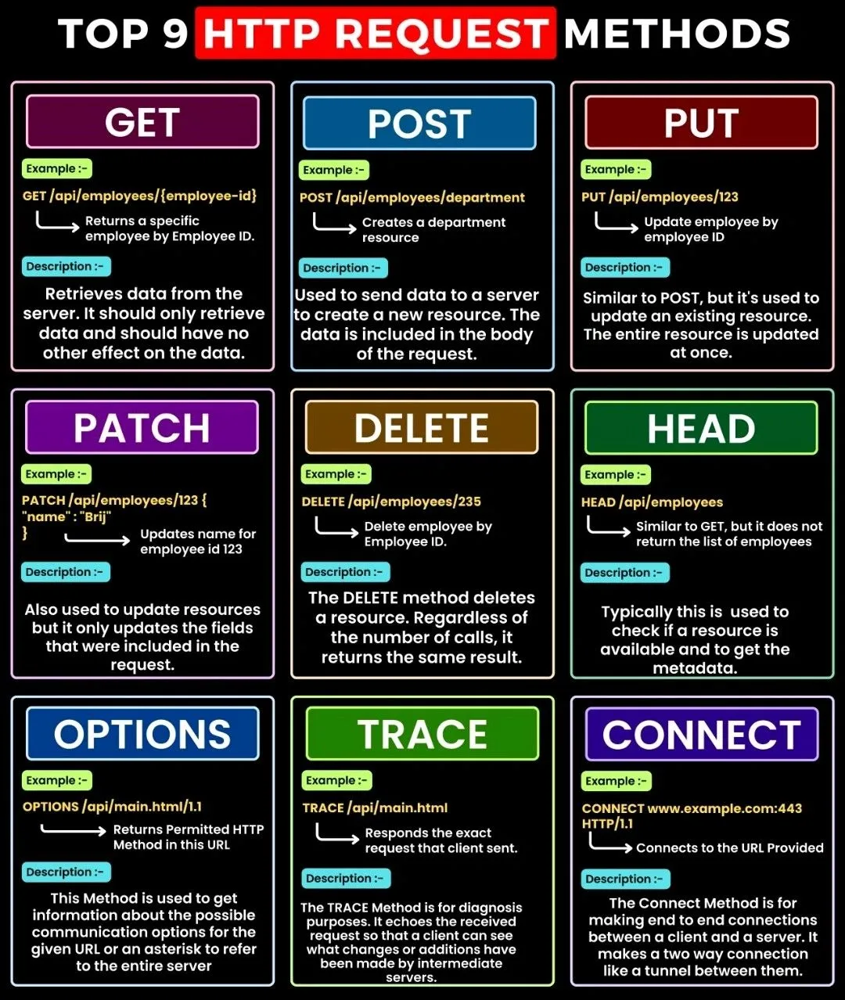 TOP 9 HTTP REQUEST METHODS
GET
Example :-
GET /api/employees/{employee-id}
Returns a specific
employee by Employee ID.
Description :-
Retrieves data from the
server. It should only retrieve
data and should have no
other effect on the data.
POST
Example :-
POST /api/employees/department
Creates a department
resource
Description :-
Used to send data to a server
to create a new resource. The
data is included in the body
of the request.
PUT
Example :-
PUT /api/employees/123
Update employee by
employee ID
Description :-
Similar to POST, but it's used to
update an existing resource.
The entire resource is updated
at once.
PATCH
Example :-
PATCH /api/employees/123 {
"name" : "Brij"
}
Updates name for
employee id 123
Description :-
Also used to update resources
but it only updates the fields
that were included in the
request.
DELETE
Example :-
DELETE /api/employees/235
Delete employee by
Employee ID.
Description :-
The DELETE method deletes
a resource. Regardless of
the number of calls, it
returns the same result.
HEAD
Example :-
HEAD /api/employees
Similar to GET, but it does not
return the list of employees
Description :-
Typically this is  used to
check if a resource is
available and to get the
metadata.
OPTIONS
Example :-
OPTIONS /api/main.html/1.1
Returns Permitted HTTP
Method in this URL
Description :-
This Method is used to get
information about the possible
communication options for the
given URL or an asterisk to refer
to the entire server
TRACE
Example :-
TRACE /api/main.html
Responds the exact
request that client sent.
Description :-
The TRACE Method is for diagnosis
purposes. It echoes the received
request so that a client can see
what changes or additions have
been made by intermediate
servers.
CONNECT
Example :-
CONNECT www.example.com:443
HTTP/1.1
Connects to the URL Provided
Description :-
The Connect Method is for
making end to end connections
between a client and a server. It
makes a two way connection
like a tunnel between them.